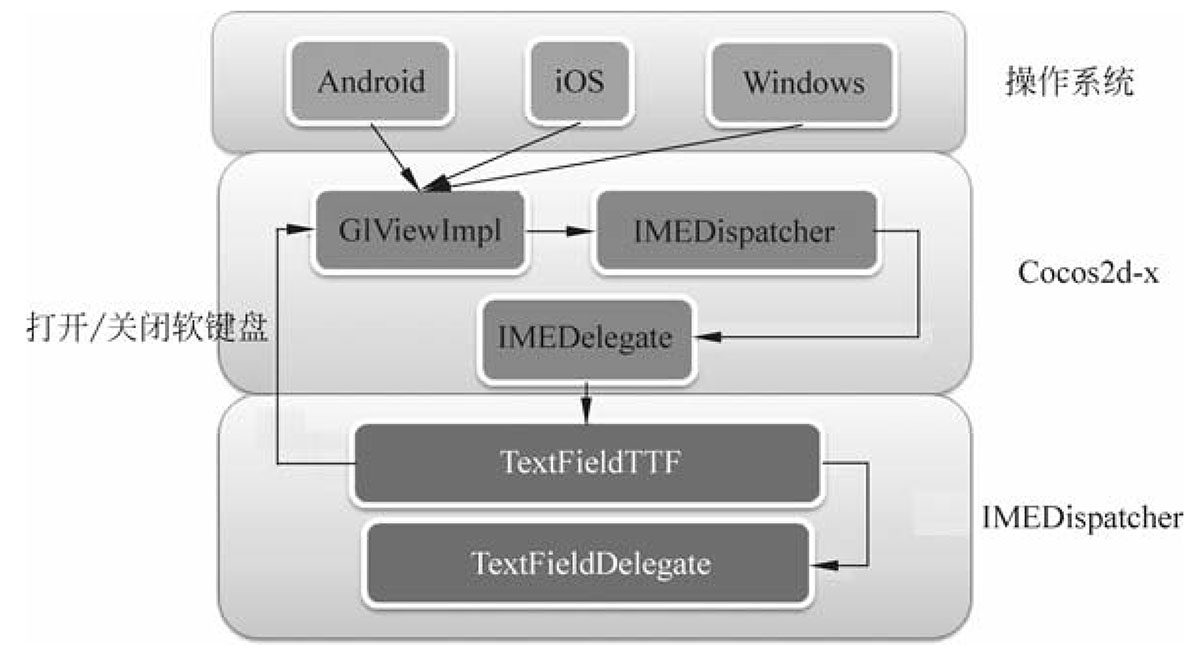 Android
iOS
Windows
操作系统
GlViewImpl
IMEDispatcher
Cocos2d-x
打开/关闭软键盘
IMEDelegate
TextFieldTTF
IMEDispatcher
TextFieldDelegate